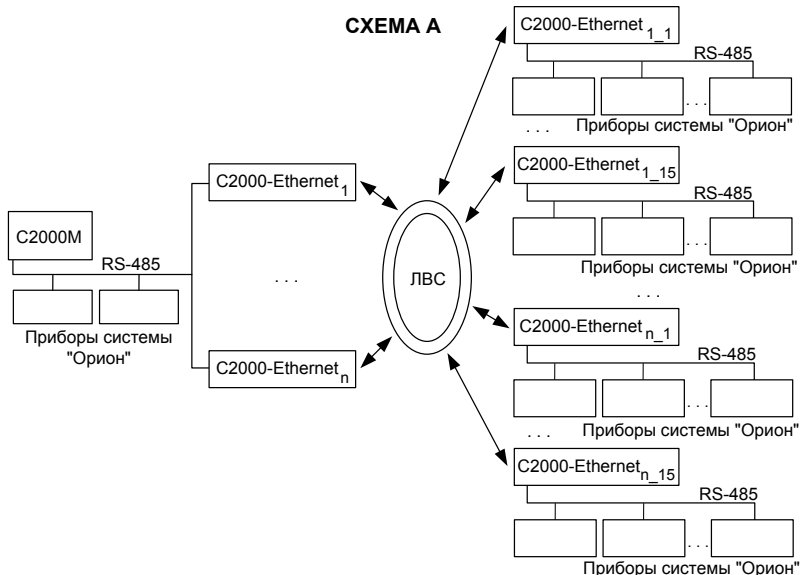 СХЕМА А
С2000-Ethernet1_1
RS-485
. . .
. . .
Приборы системы "Орион"
С2000-Ethernet1_15
RS-485
. . .
Приборы системы "Орион"
. . .
С2000-Ethernet1
С2000М
RS-485
Приборы системы
"Орион"
. . .
С2000-Ethernetn
ЛВС
С2000-Ethernetn_1
RS-485
. . .
. . .
Приборы системы "Орион"
С2000-Ethernetn_15
RS-485
. . .
Приборы системы "Орион"